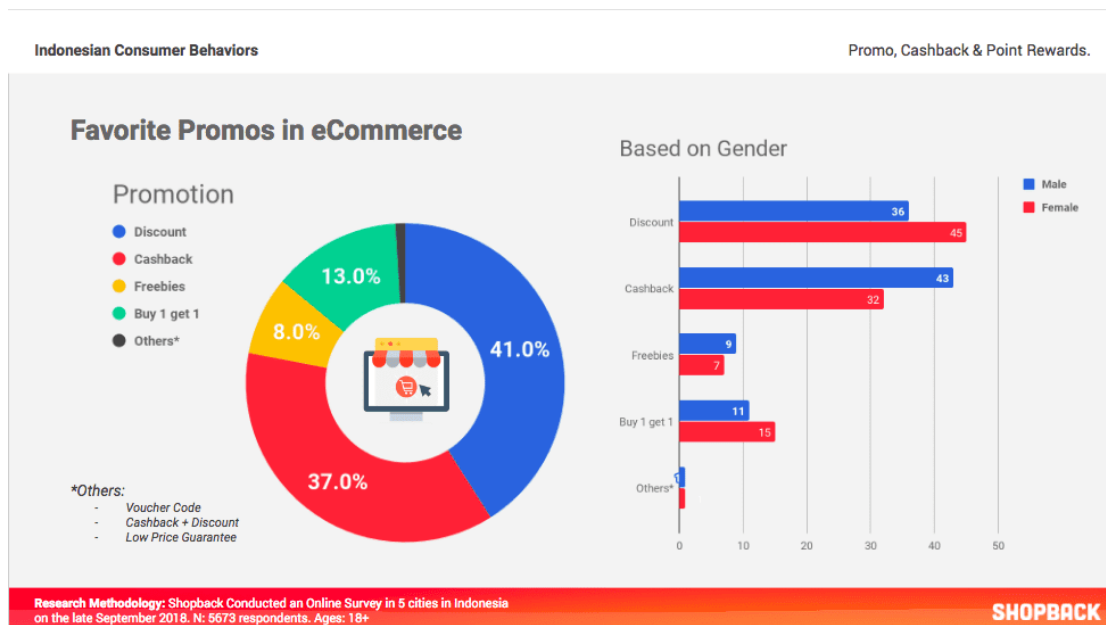 Indonesian Consumer Behaviors
Promo, Cashback & Point Rewards.
Favorite Promos in eCommerce
Promotion
Discount
Cashback
Freebies
Buy 1 get 1
Others*
13.0%
8.0%
41.0%
37.0%
*Others:
- Voucher Code
- Cashback + Discount
- Low Price Guarantee
Based on Gender
Male
Female
Discount
36
45
Cashback
43
32
Freebies
9
7
Buy 1 get 1
11
15
Others*
1
0 10 20 30 40 50
Research Methodology: Shopback Conducted an Online Survey in 5 cities in Indonesia
on the late September 2018. N: 5673 respondents. Ages: 18+
SHOPBACK